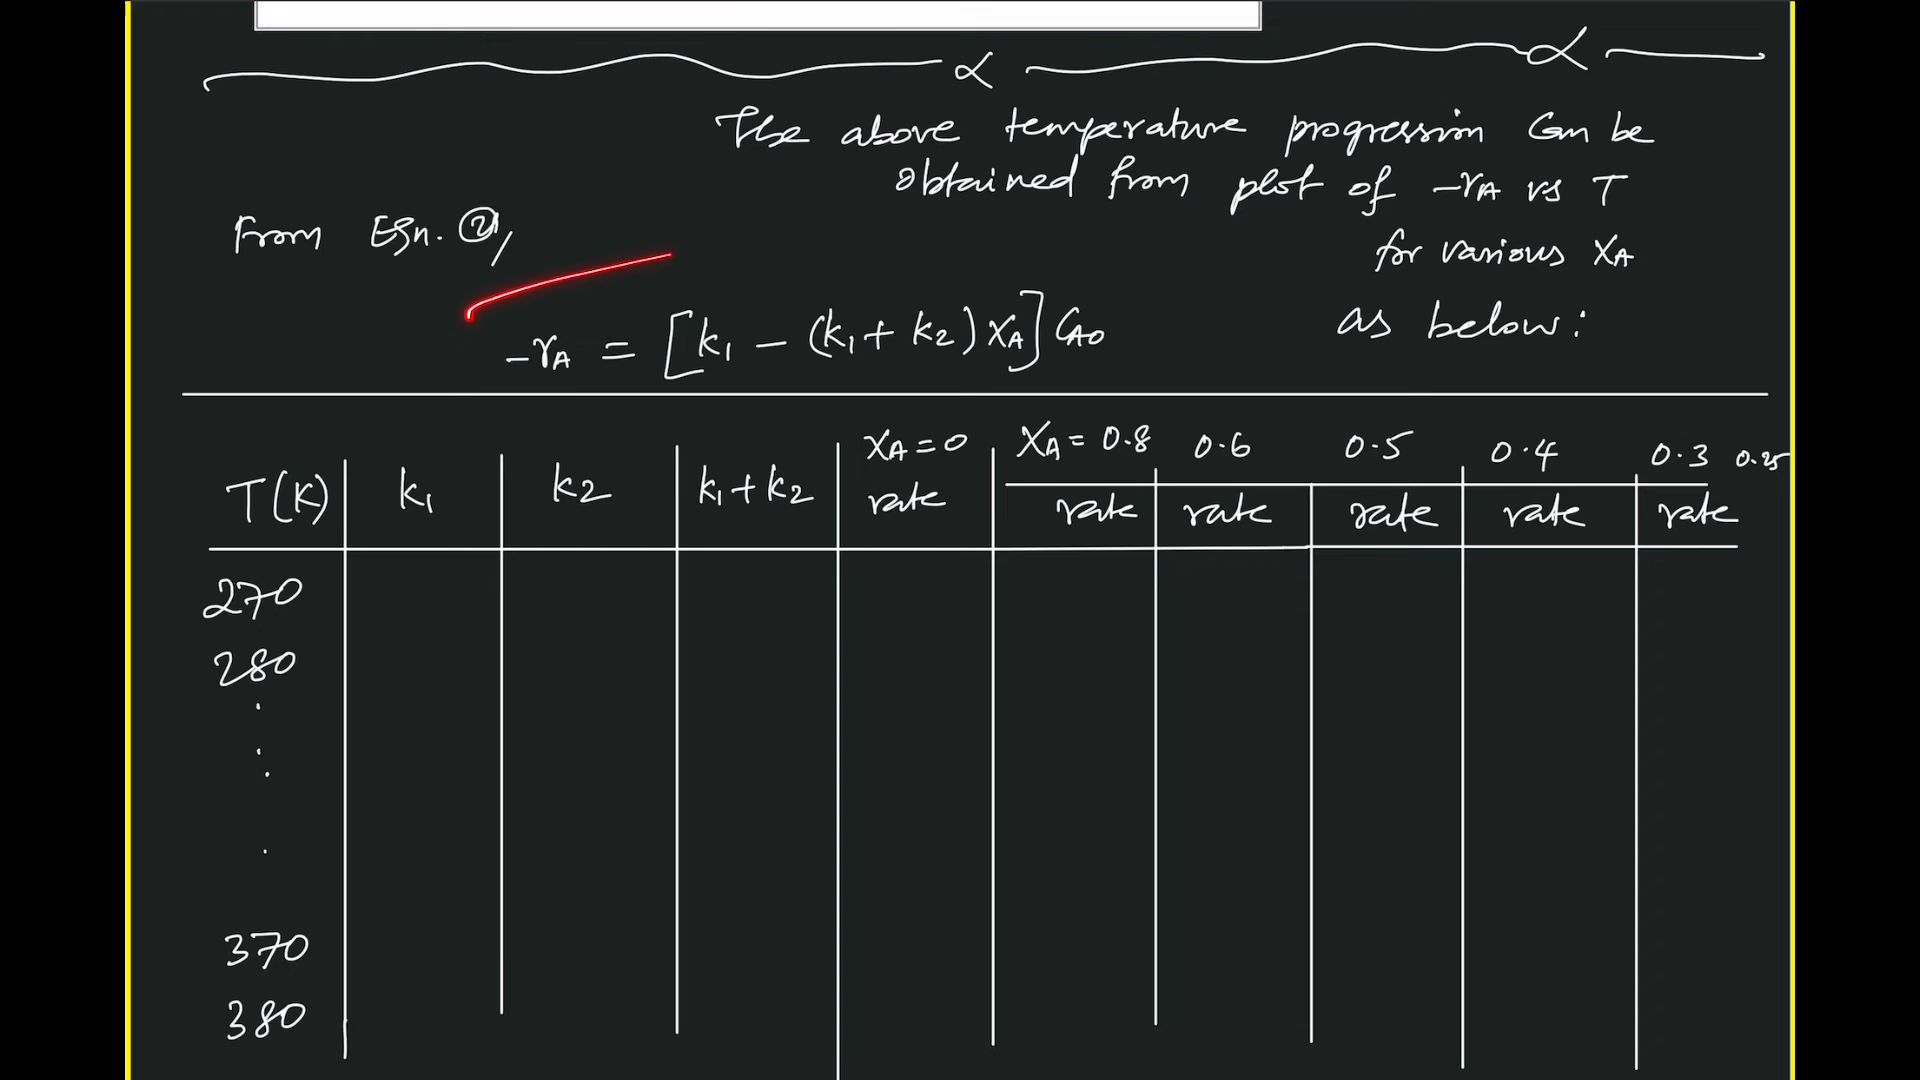 The above temperature progression can be
obtained from plot of -rA vs T
for various XA
as below:
From Eqn. ②,
-rA = [k1 - (k1 + k2) XA] CA0
T(K) k1 k2 k1 + k2 XA = 0 rate XA = 0.8 0.6 0.5 0.4 0.3 0.25
rate rate rate rate rate
270
280
370
380